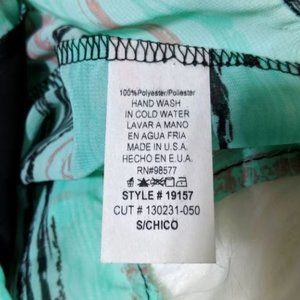 100% Polyester/Poliester
HAND WASH
IN COLD WATER
LAVAR A MANO
EN AGUA FRIA
MADE IN U.S.A.
HECHO EN E.U.A.
RN#98577
STYLE # 19157
CUT # 130231-050
S/CHICO